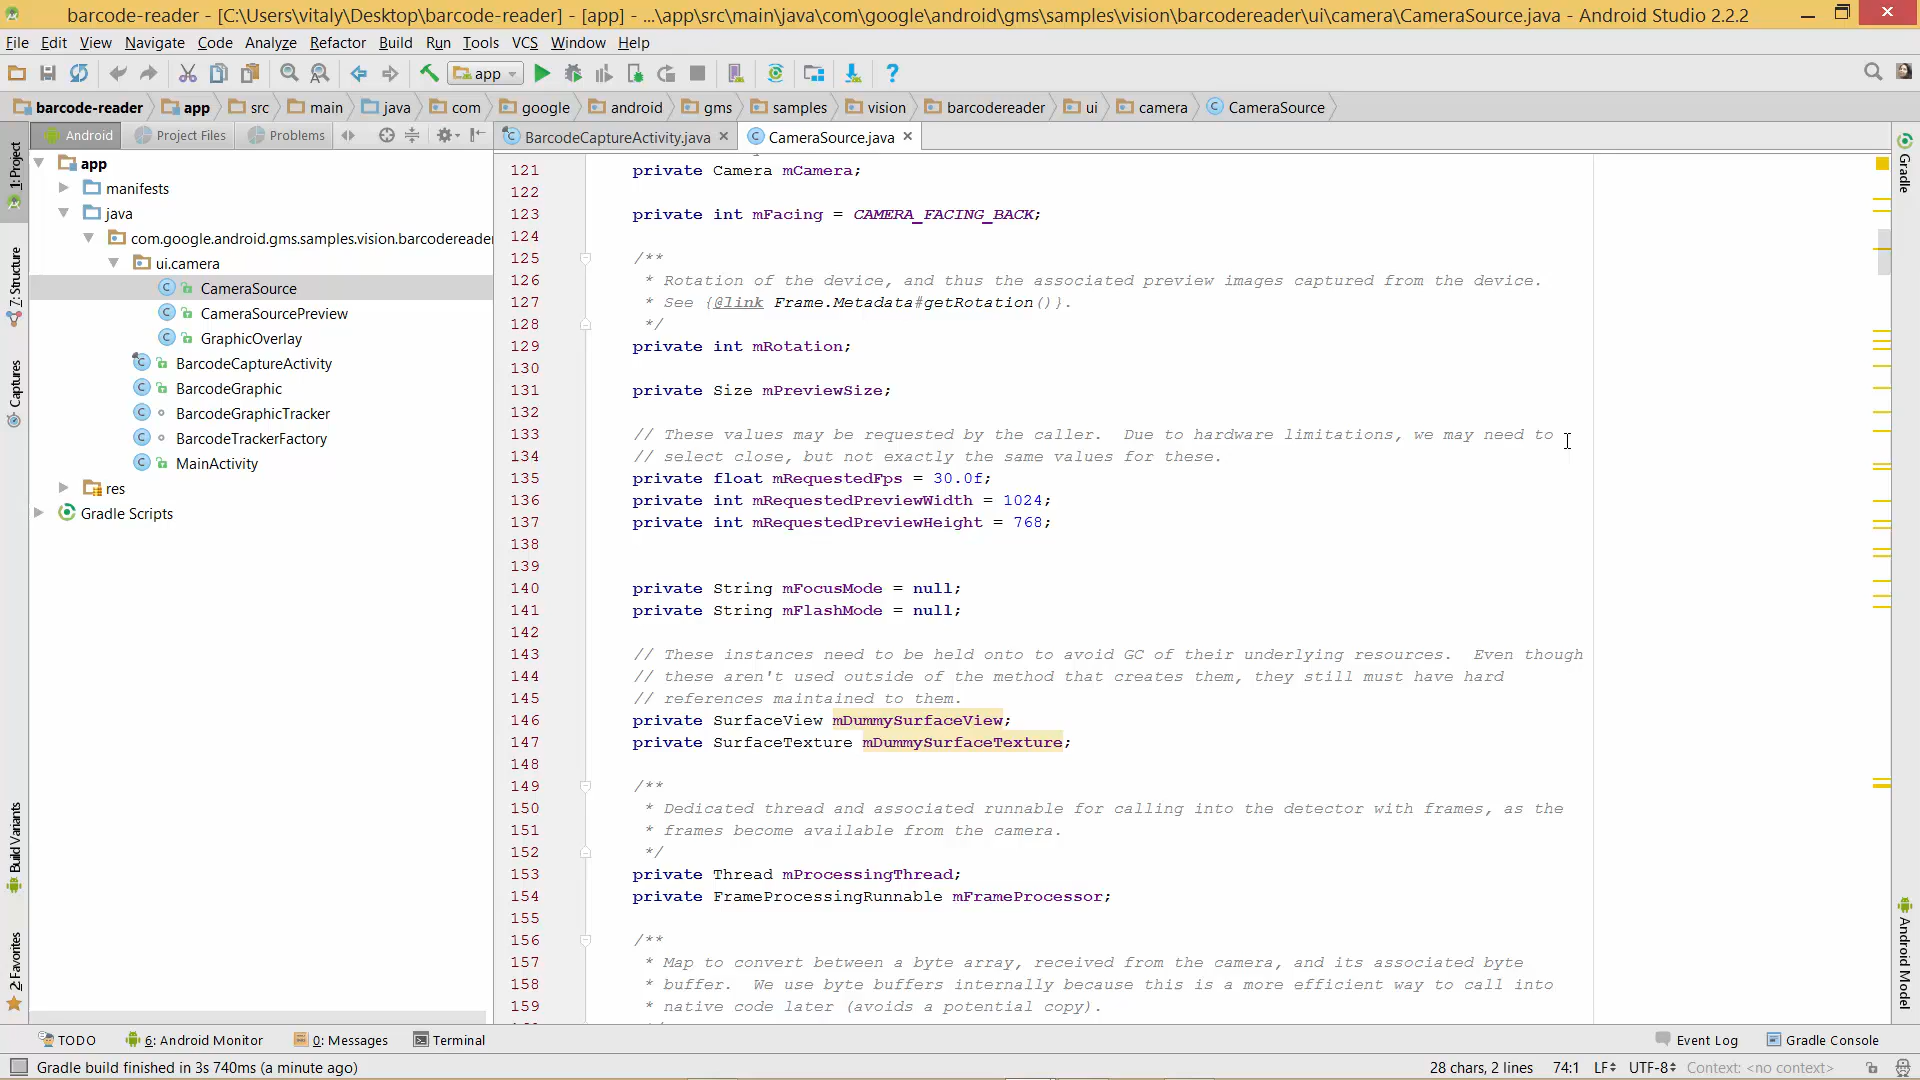 barcode-reader - [C:\Users\vitaly\Desktop\barcode-reader] - [app] - ...\app\src\main\java\com\google\android\gms\samples\vision\barcodereader\ui\camera\CameraSource.java - Android Studio 2.2.2
File Edit View Navigate Code Analyze Refactor Build Run Tools VCS Window Help
app
barcode-reader app src main java com google android gms samples vision barcodereader ui camera CameraSource
Android Project Files Problems
BarcodeCaptureActivity.java CameraSource.java
1: Project
7: Structure
Captures
Build Variants
2: Favorites
app
manifests
java
com.google.android.gms.samples.vision.barcodereader
ui.camera
CameraSource
CameraSourcePreview
GraphicOverlay
BarcodeCaptureActivity
BarcodeGraphic
BarcodeGraphicTracker
BarcodeTrackerFactory
MainActivity
res
Gradle Scripts
121 private Camera mCamera;
122
123 private int mFacing = CAMERA_FACING_BACK;
124
125 /**
126 * Rotation of the device, and thus the associated preview images captured from the device.
127 * See {@link Frame.Metadata#getRotation()}.
128 */
129 private int mRotation;
130
131 private Size mPreviewSize;
132
133 // These values may be requested by the caller.  Due to hardware limitations, we may need to
134 // select close, but not exactly the same values for these.
135 private float mRequestedFps = 30.0f;
136 private int mRequestedPreviewWidth = 1024;
137 private int mRequestedPreviewHeight = 768;
138
139
140 private String mFocusMode = null;
141 private String mFlashMode = null;
142
143 // These instances need to be held onto to avoid GC of their underlying resources.  Even though
144 // these aren't used outside of the method that creates them, they still must have hard
145 // references maintained to them.
146 private SurfaceView mDummySurfaceView;
147 private SurfaceTexture mDummySurfaceTexture;
148
149 /**
150 * Dedicated thread and associated runnable for calling into the detector with frames, as the
151 * frames become available from the camera.
152 */
153 private Thread mProcessingThread;
154 private FrameProcessingRunnable mFrameProcessor;
155
156 /**
157 * Map to convert between a byte array, received from the camera, and its associated byte
158 * buffer.  We use byte buffers internally because this is a more efficient way to call into
159 * native code later (avoids a potential copy).
Gradle
Android Model
TODO 6: Android Monitor 0: Messages Terminal Event Log Gradle Console
Gradle build finished in 3s 740ms (a minute ago) 28 chars, 2 lines 74:1 LF UTF-8 Context: <no context>